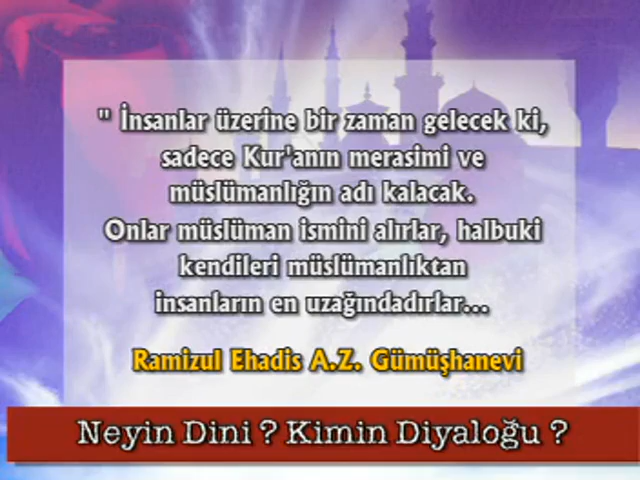 " İnsanlar üzerine bir zaman gelecek ki,
sadece Kur'anın merasimi ve
müslümanlığın adı kalacak.
Onlar müslüman ismini alırlar, halbuki
kendileri müslümanlıktan
insanların en uzağındadırlar...
Ramizul Ehadis A.Z. Gümüşhanevi
Neyin Dini ? Kimin Diyaloğu ?